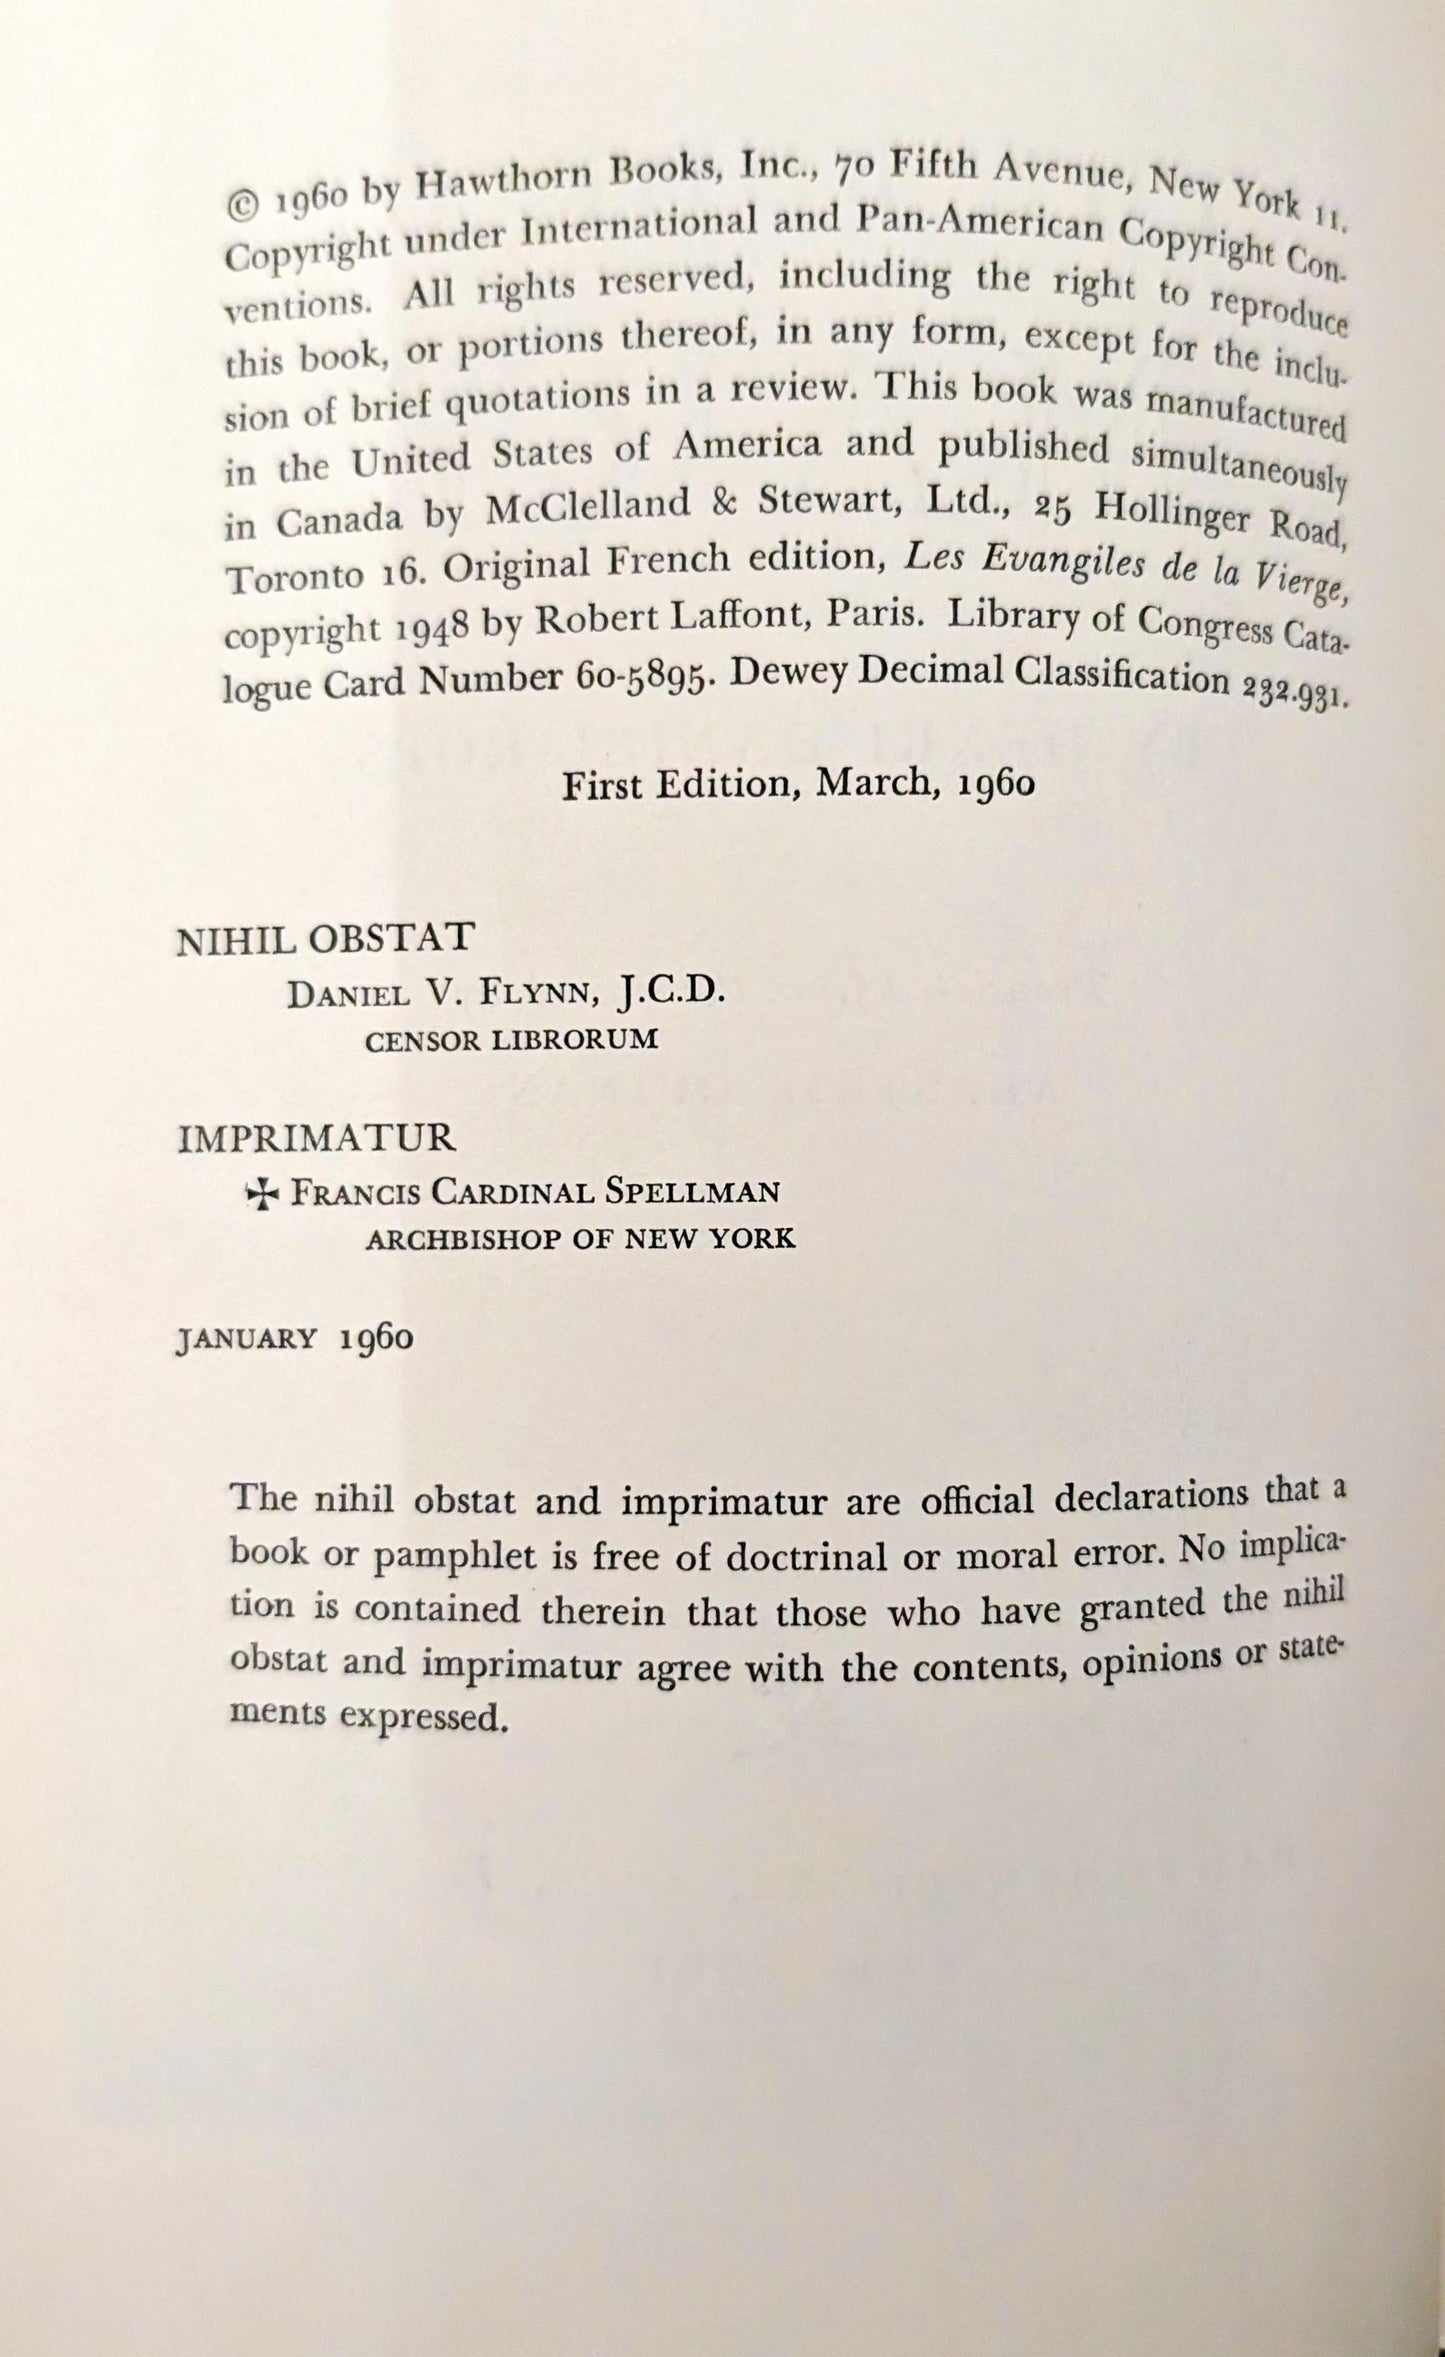 © 1960 by Hawthorn Books, Inc., 70 Fifth Avenue, New York 11.
Copyright under International and Pan-American Copyright Con-
ventions. All rights reserved, including the right to reproduce
this book, or portions thereof, in any form, except for the inclu-
sion of brief quotations in a review. This book was manufactured
in the United States of America and published simultaneously
in Canada by McClelland & Stewart, Ltd., 25 Hollinger Road,
Toronto 16. Original French edition, Les Evangiles de la Vierge,
copyright 1948 by Robert Laffont, Paris. Library of Congress Cata-
logue Card Number 60-5895. Dewey Decimal Classification 232.931.
First Edition, March, 1960
NIHIL OBSTAT
DANIEL V. FLYNN, J.C.D.
CENSOR LIBRORUM
IMPRIMATUR
✠ FRANCIS CARDINAL SPELLMAN
ARCHBISHOP OF NEW YORK
JANUARY 1960
The nihil obstat and imprimatur are official declarations that a
book or pamphlet is free of doctrinal or moral error. No implica-
tion is contained therein that those who have granted the nihil
obstat and imprimatur agree with the contents, opinions or state-
ments expressed.